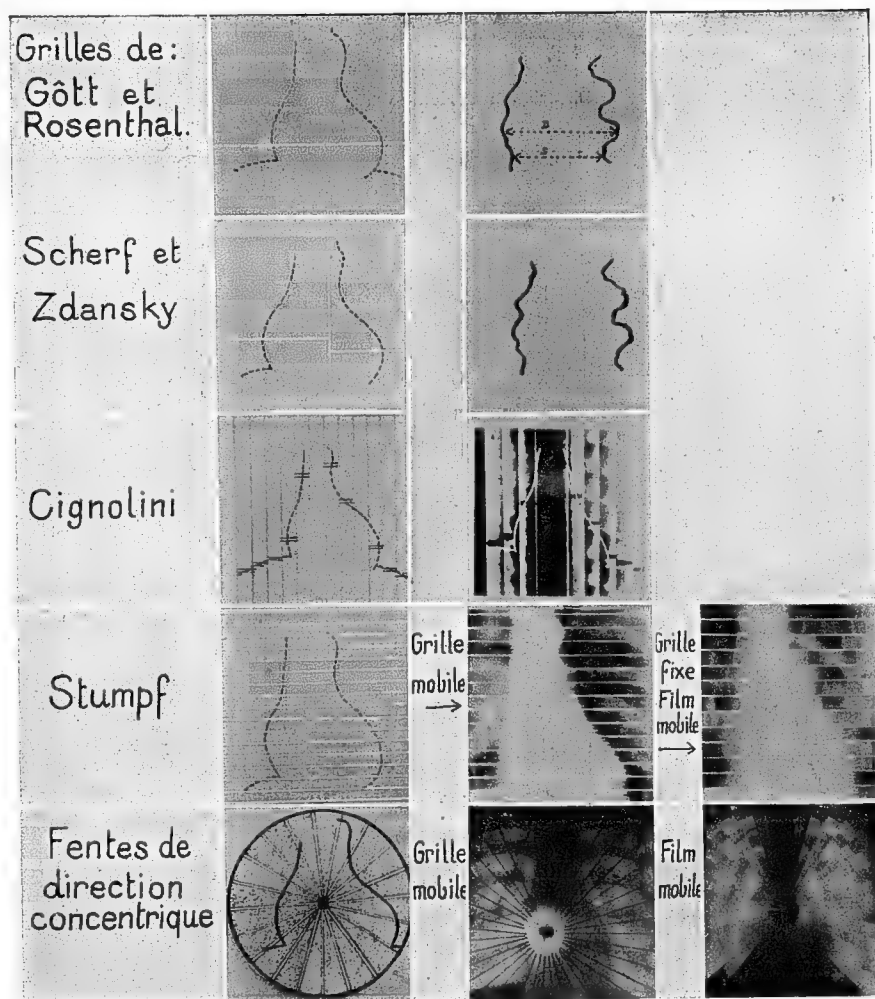 Grilles de:
Gôtt et
Rosenthal.
Scherf et
Zdansky
Cignolini
Stumpf
Grille
mobile
Grille
fixe
Film
mobile
Fentes de
direction
concentrique
Grille
mobile
Film
mobile